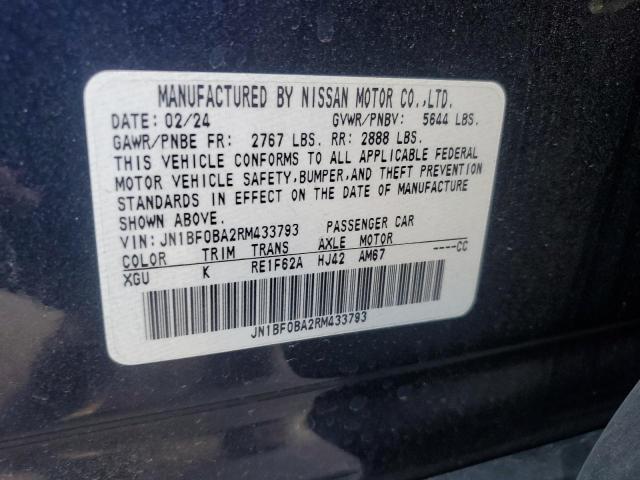 MANUFACTURED BY NISSAN MOTOR CO.,LTD.
DATE: 02/24 GVWR/PNBV: 5644 LBS.
GAWR/PNBE FR: 2767 LBS. RR: 2888 LBS.
THIS VEHICLE CONFORMS TO ALL APPLICABLE FEDERAL
MOTOR VEHICLE SAFETY,BUMPER,AND THEFT PREVENTION
STANDARDS IN EFFECT ON THE DATE OF MANUFACTURE
SHOWN ABOVE.
VIN: JN1BF0BA2RM433793 PASSENGER CAR
COLOR TRIM TRANS AXLE MOTOR
XGU K RE1F62A HJ42 AM67 ----CC
JN1BF0BA2RM433793